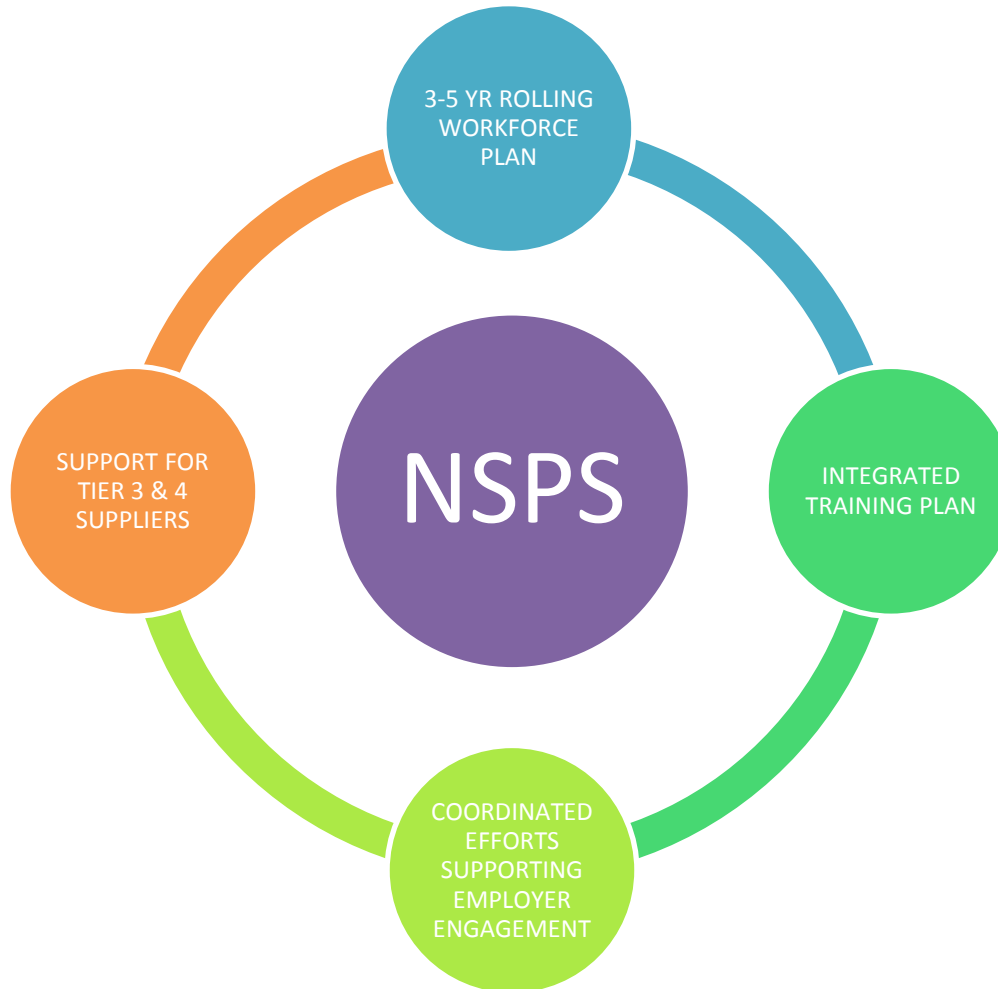 3-5 YR ROLLING
WORKFORCE
PLAN
SUPPORT FOR
TIER 3 & 4
SUPPLIERS
NSPS
INTEGRATED
TRAINING PLAN
COORDINATED
EFFORTS
SUPPORTING
EMPLOYER
ENGAGEMENT